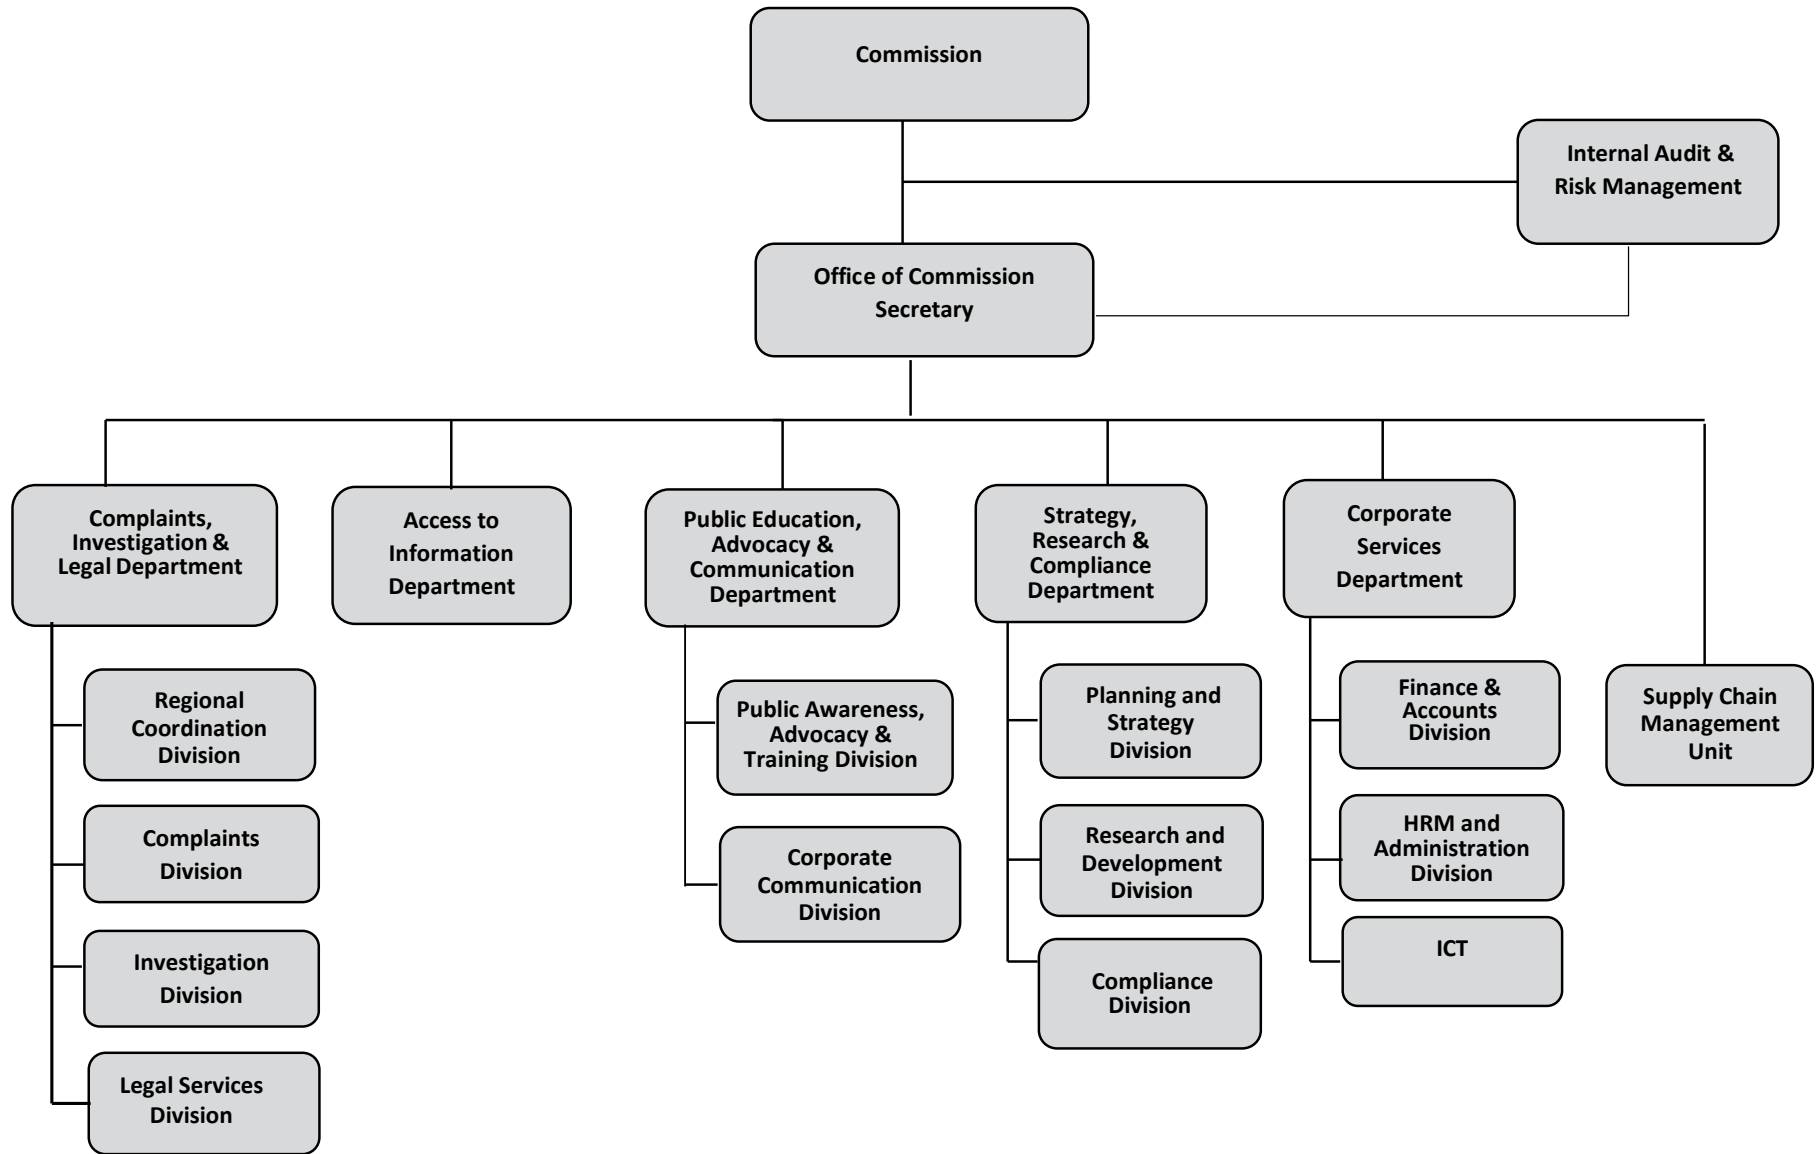 Commission
Internal Audit &
Risk Management
Office of Commission
Secretary
Complaints,
Investigation &
Legal Department
Access to
Information
Department
Public Education,
Advocacy &
Communication
Department
Strategy,
Research &
Compliance
Department
Corporate
Services
Department
Regional
Coordination
Division
Complaints
Division
Investigation
Division
Legal Services
Division
Public Awareness,
Advocacy &
Training Division
Corporate
Communication
Division
Planning and
Strategy
Division
Research and
Development
Division
Compliance
Division
Finance &
Accounts
Division
HRM and
Administration
Division
ICT
Supply Chain
Management
Unit